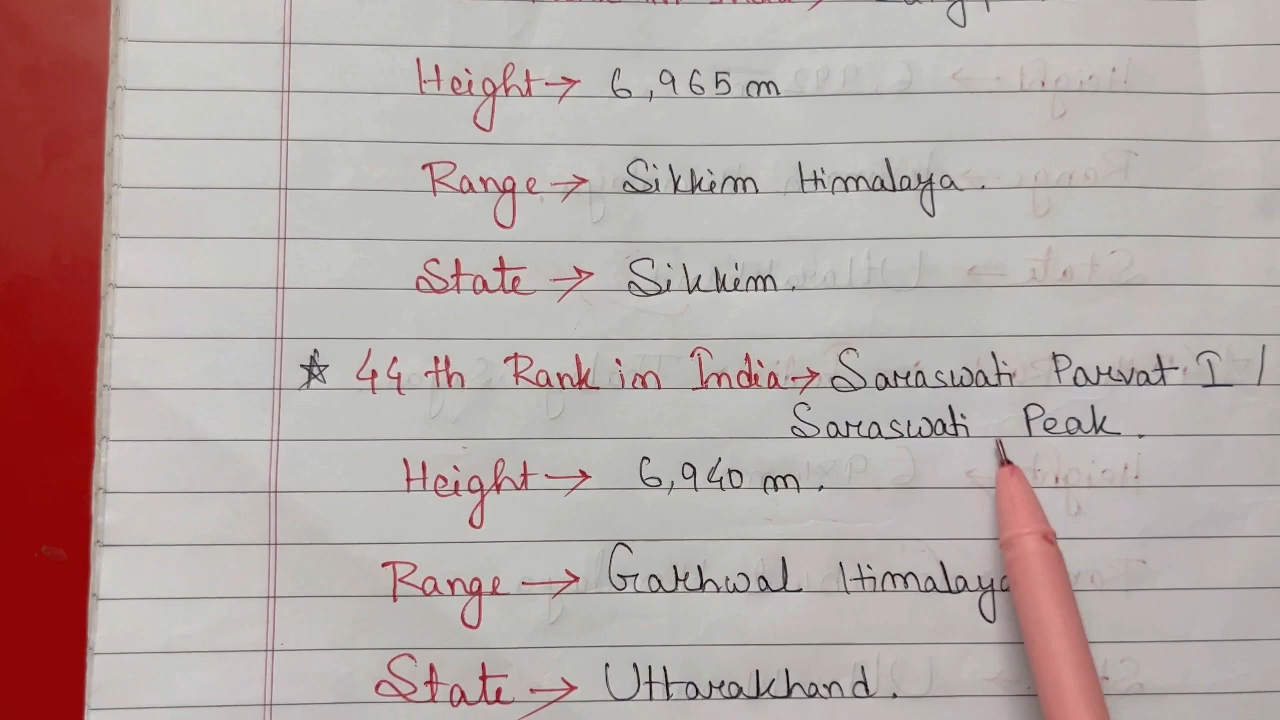 Height → 6,965 m
Range → Sikkim Himalaya.
State → Sikkim.
☆ 44 th Rank in India → Saraswati Parvat I /
Saraswati Peak.
Height → 6,940 m.
Range → Garhwal Himalaya
State → Uttarakhand.